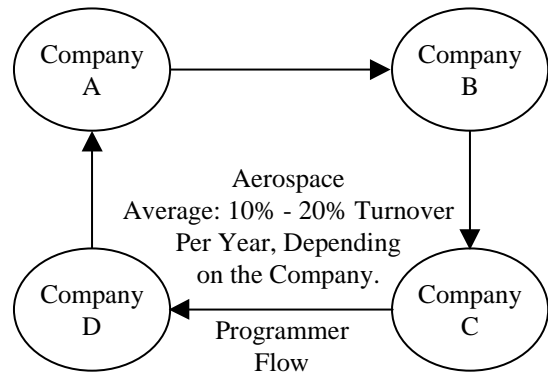 Company
A
Company
B
Aerospace
Average: 10% - 20% Turnover
Per Year, Depending
on the Company.
Company
D
Company
C
Programmer
Flow